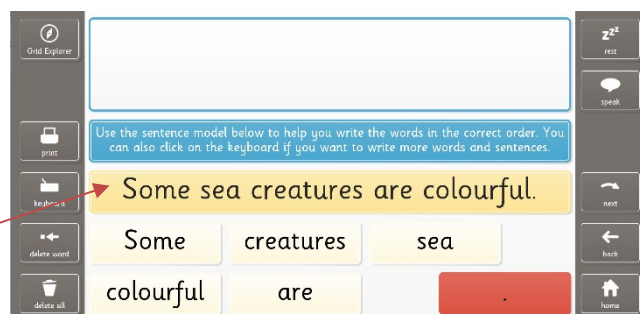 Grid Explorer
zzz
rest
speak
print
Use the sentence model below to help you write the words in the correct order. You
can also click on the keyboard if you want to write more words and sentences.
keyboard
Some sea creatures are colourful.
next
delete word
Some creatures sea
back
delete all
colourful are .
home